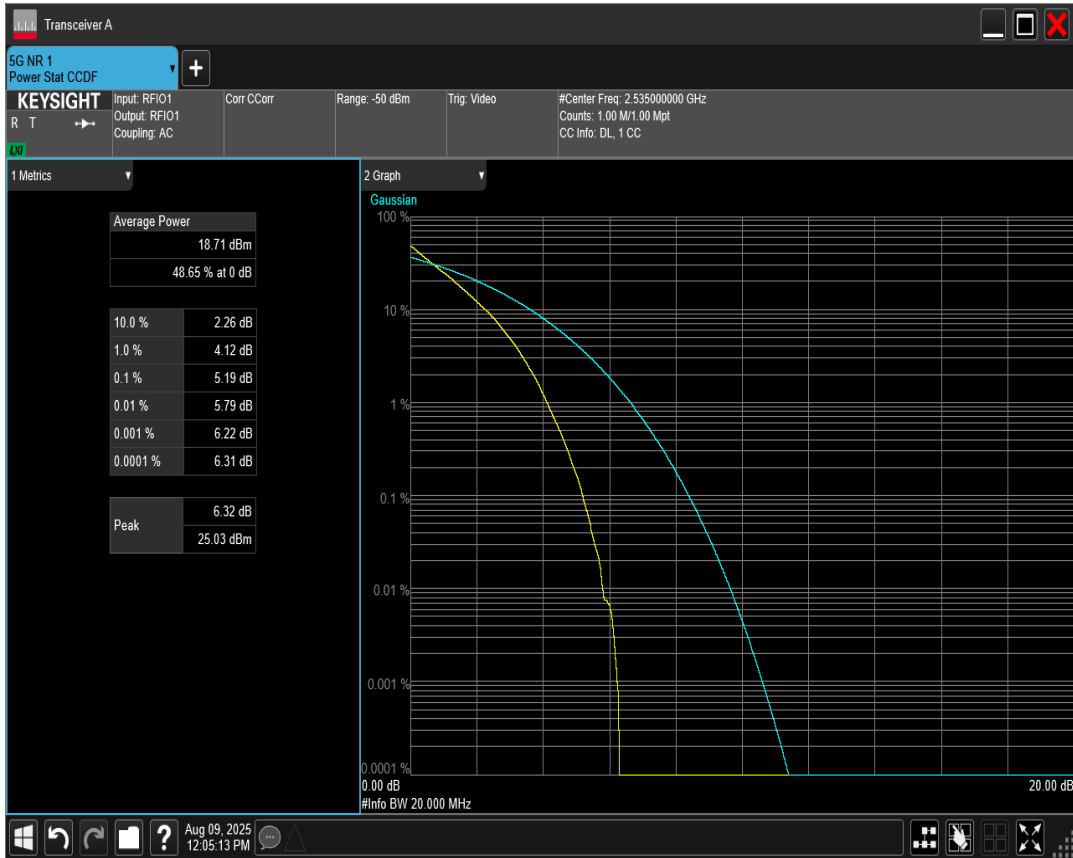 Transceiver A
5G NR 1
Power Stat CCDF
KEYSIGHT
R T
LXI
Input: RFIO1
Output: RFIO1
Coupling: AC
Corr CCorr
Range: -50 dBm
Trig: Video
#Center Freq: 2.535000000 GHz
Counts: 1.00 M/1.00 Mpt
CC Info: DL, 1 CC
1 Metrics
Average Power
18.71 dBm
48.65 % at 0 dB
10.0 % 2.26 dB
1.0 % 4.12 dB
0.1 % 5.19 dB
0.01 % 5.79 dB
0.001 % 6.22 dB
0.0001 % 6.31 dB
Peak
6.32 dB
25.03 dBm
2 Graph
Gaussian
100 %
10 %
1 %
0.1 %
0.01 %
0.001 %
0.0001 %
0.00 dB
20.00 dB
#Info BW 20.000 MHz
?
Aug 09, 2025
12:05:13 PM